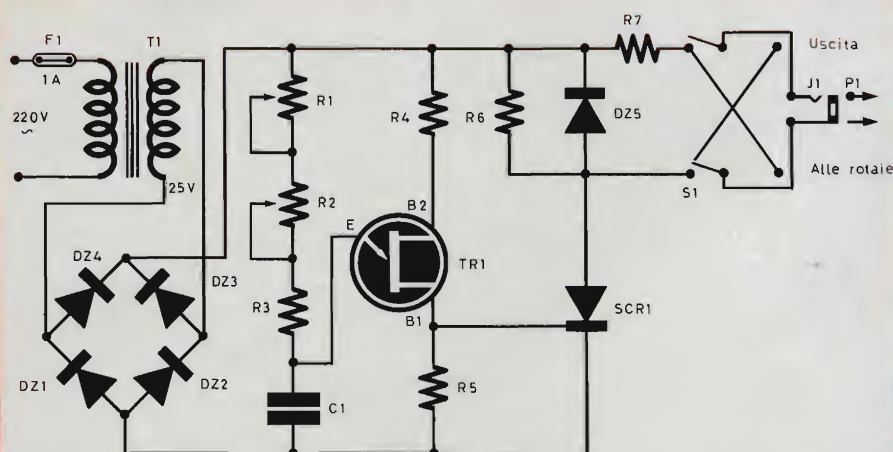 F1
T1
1A
220V
~
25V
DZ4
DZ3
DZ1
DZ2
R1
R2
R3
C1
R4
E
B2
TR1
B1
R5
R6
DZ5
SCR1
R7
S1
Uscita
J1
P1
Alle rotaie